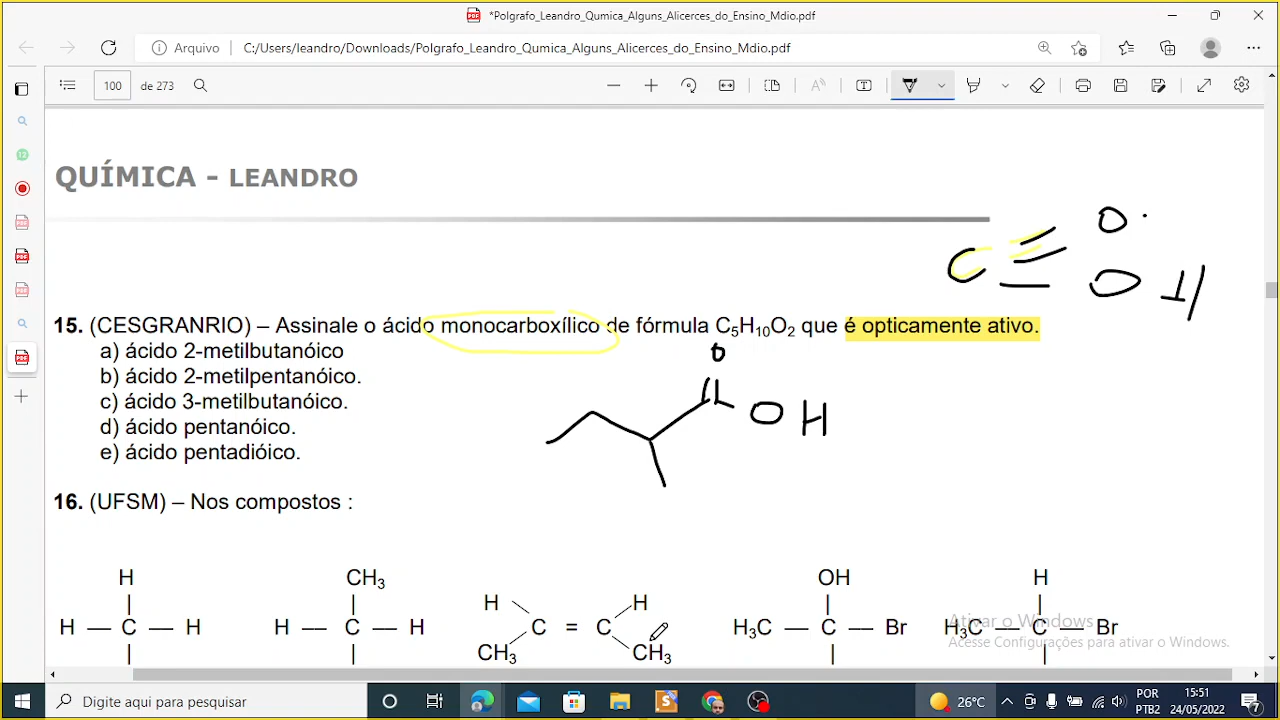 *Polgrafo_Leandro_Qumica_Alguns_Alicerces_do_Ensino_Mdio.pdf
Arquivo C:/Users/leandro/Downloads/Polgrafo_Leandro_Qumica_Alguns_Alicerces_do_Ensino_Mdio.pdf
100 de 273
12
QUÍMICA - LEANDRO
O
C O H
15. (CESGRANRIO) – Assinale o ácido monocarboxílico de fórmula C₅H₁₀O₂ que é opticamente ativo.
a) ácido 2-metilbutanóico
b) ácido 2-metilpentanóico.
c) ácido 3-metilbutanóico.
d) ácido pentanóico.
e) ácido pentadióico.
O
O H
16. (UFSM) – Nos compostos :
H CH₃ H H OH H
H — C — H H — C — H C = C H₃C — C — Br H₃C — C — Br
CH₃ CH₃
Ativar o Windows
Acesse Configurações para ativar o Windows.
Digite aqui para pesquisar 26°C POR 15:51
PTB2 24/05/2022 7